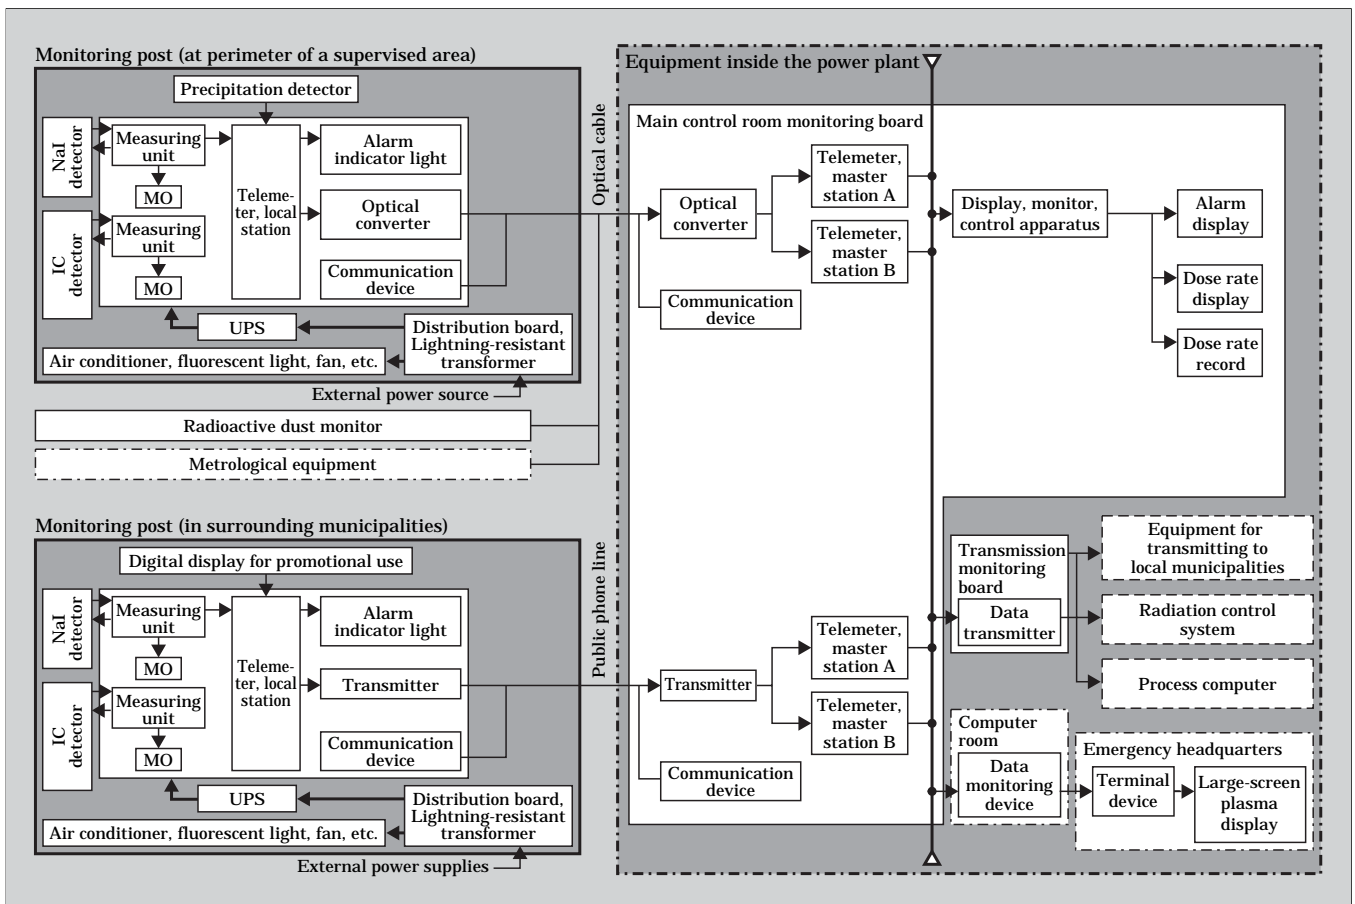 Monitoring post (at perimeter of a supervised area)
Precipitation detector
NaI
detector
Measuring
unit
MO
IC
detector
Measuring
unit
MO
Teleme-
ter, local
station
Alarm
indicator light
Optical
converter
Communication
device
UPS
Distribution board,
Lightning-resistant
transformer
Air conditioner, fluorescent light, fan, etc.
External power source
Radioactive dust monitor
Metrological equipment
Optical cable
Monitoring post (in surrounding municipalities)
Digital display for promotional use
NaI
detector
Measuring
unit
MO
IC
detector
Measuring
unit
MO
Teleme-
ter, local
station
Alarm
indicator light
Transmitter
Communication
device
UPS
Distribution board,
Lightning-resistant
transformer
Air conditioner, fluorescent light, fan, etc.
External power supplies
Public phone line
Equipment inside the power plant
Main control room monitoring board
Optical
converter
Telemeter,
master
station A
Telemeter,
master
station B
Communication
device
Display, monitor,
control apparatus
Alarm
display
Dose rate
display
Dose rate
record
Transmitter
Telemeter,
master
station A
Telemeter,
master
station B
Communication
device
Transmission
monitoring
board
Data
transmitter
Equipment for
transmitting to
local municipalities
Radiation control
system
Process computer
Computer
room
Data
monitoring
device
Emergency headquarters
Terminal
device
Large-screen
plasma
display